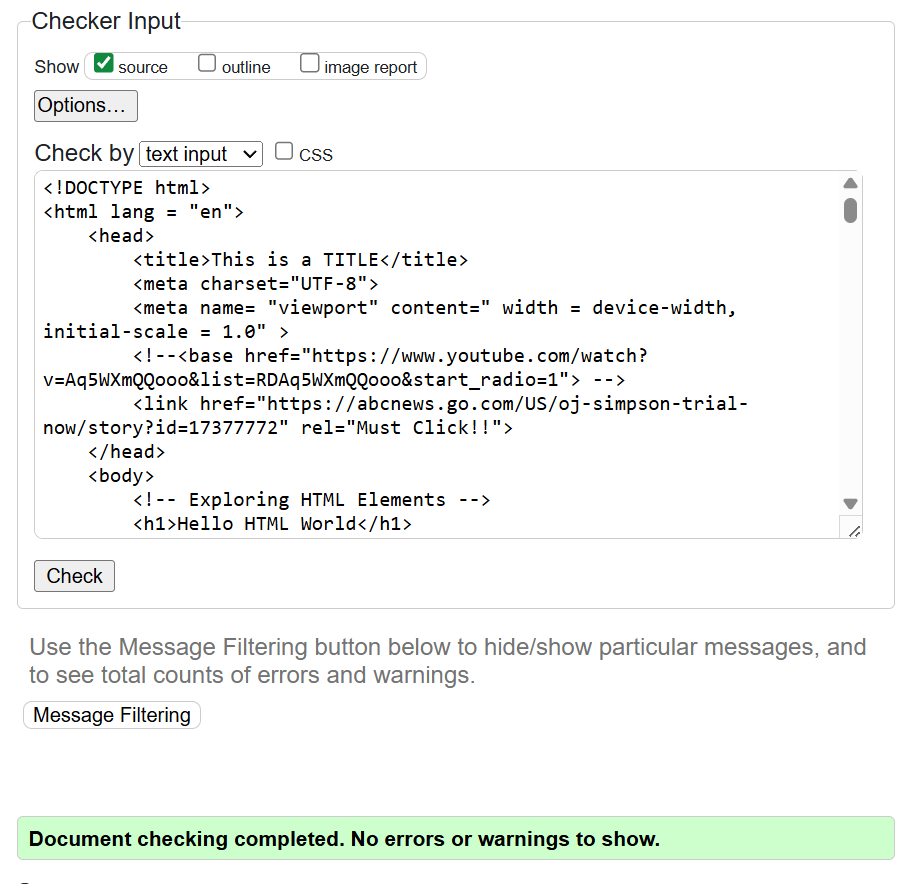 Checker Input
Show source outline image report
Options...
Check by text input CSS
<!DOCTYPE html>
<html lang = "en">
    <head>
        <title>This is a TITLE</title>
        <meta charset="UTF-8">
        <meta name= "viewport" content=" width = device-width,
initial-scale = 1.0" >
        <!--<base href="https://www.youtube.com/watch?
v=Aq5WXmQQooo&list=RDAq5WXmQQooo&start_radio=1"> -->
        <link href="https://abcnews.go.com/US/oj-simpson-trial-
now/story?id=17377772" rel="Must Click!!">
    </head>
    <body>
        <!-- Exploring HTML Elements -->
        <h1>Hello HTML World</h1>
Check
Use the Message Filtering button below to hide/show particular messages, and
to see total counts of errors and warnings.
Message Filtering
Document checking completed. No errors or warnings to show.